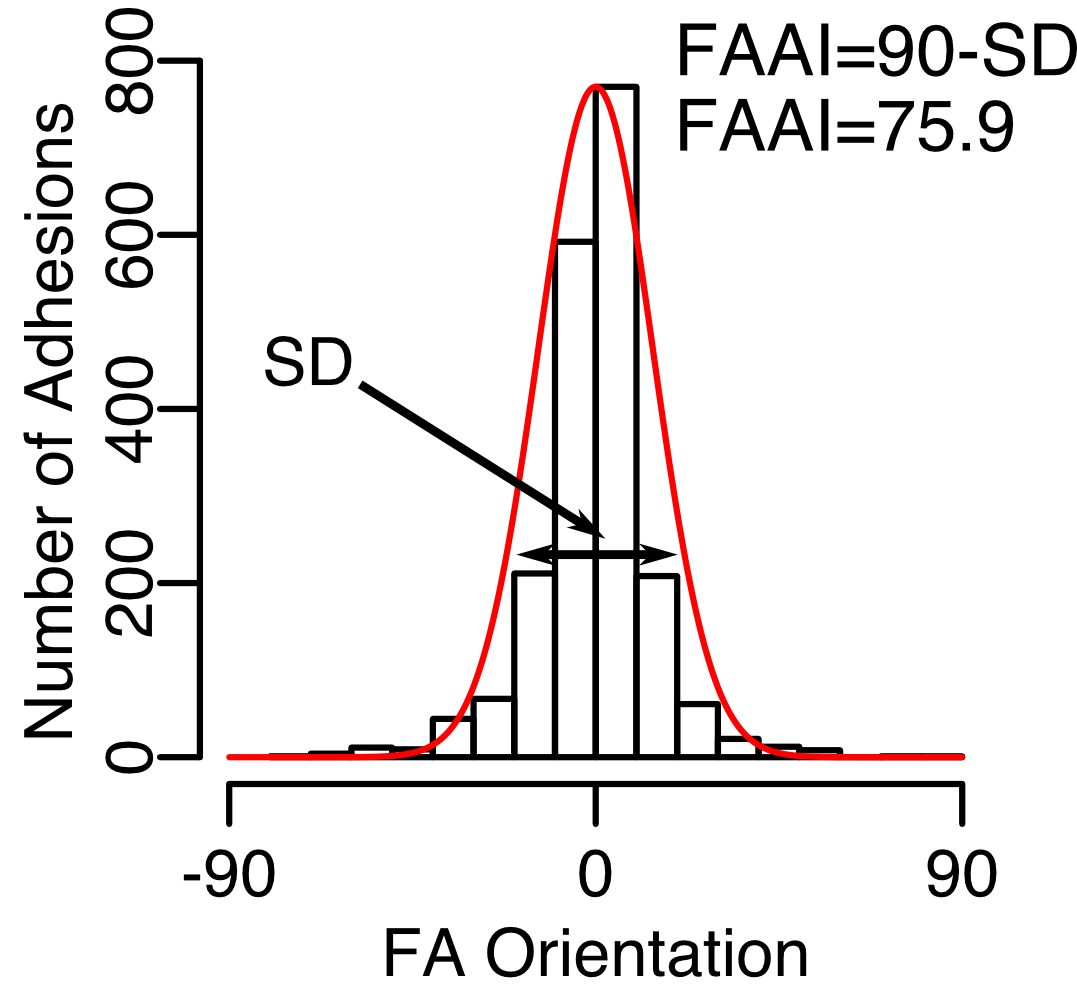 FAAI=90-SD
FAAI=75.9
Number of Adhesions
800
600
400
200
0
SD
-90 0 90
FA Orientation